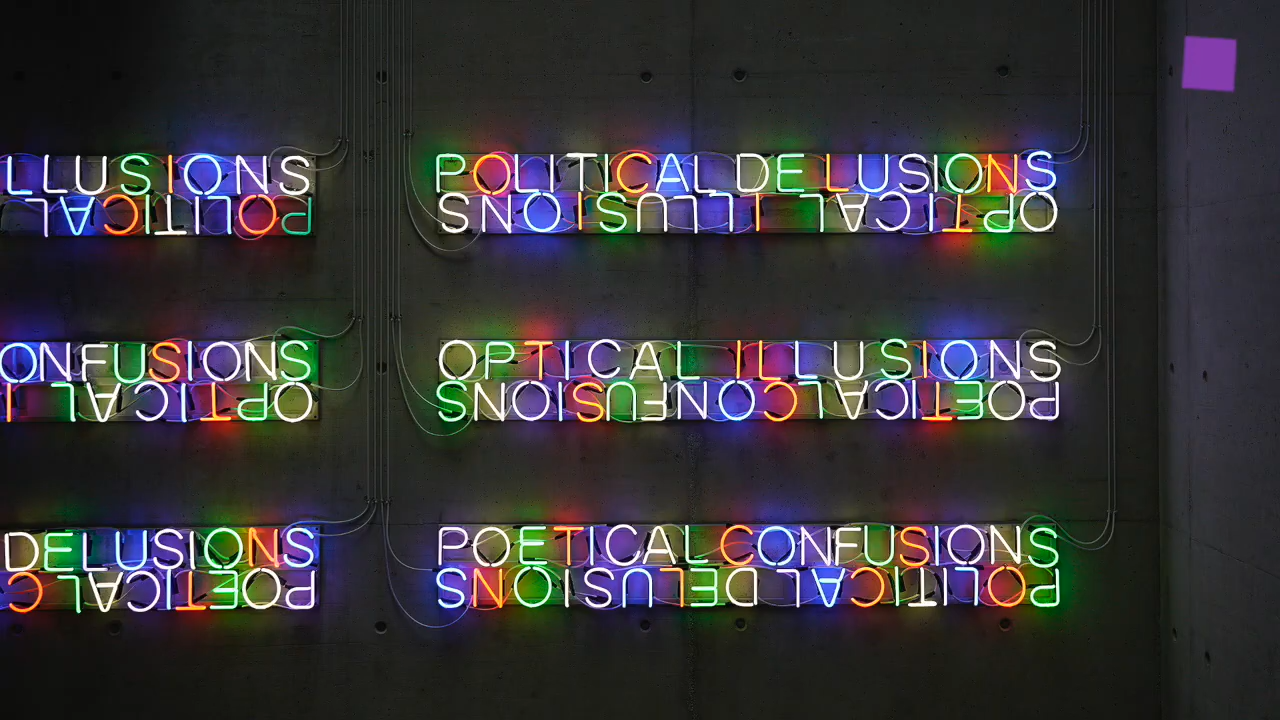 LLUSIONS
POLITICAL
ONFUSIONS
OPTICAL I
DELUSIONS
POETICAL C
POLITICAL DELUSIONS
OPTICAL ILLUSIONS
OPTICAL ILLUSIONS
POETICAL CONFUSIONS
POETICAL CONFUSIONS
POLITICAL DELUSIONS